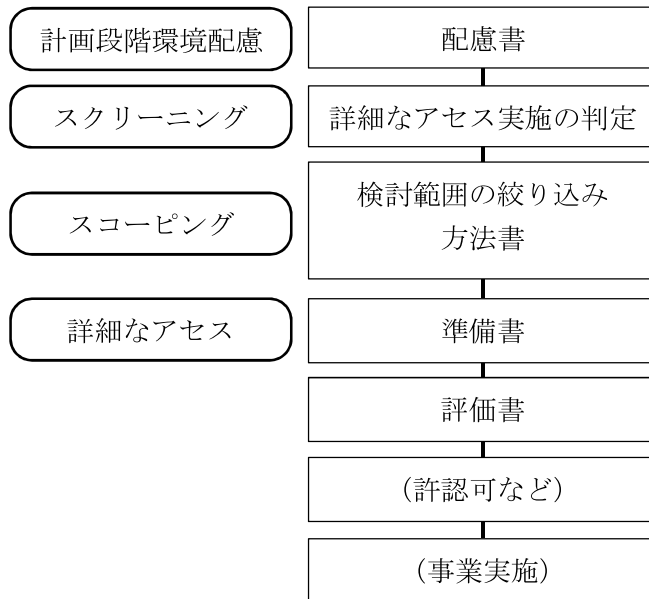 計画段階環境配慮
配慮書
スクリーニング
詳細なアセス実施の判定
スコーピング
検討範囲の絞り込み
方法書
詳細なアセス
準備書
評価書
(許認可など)
(事業実施)